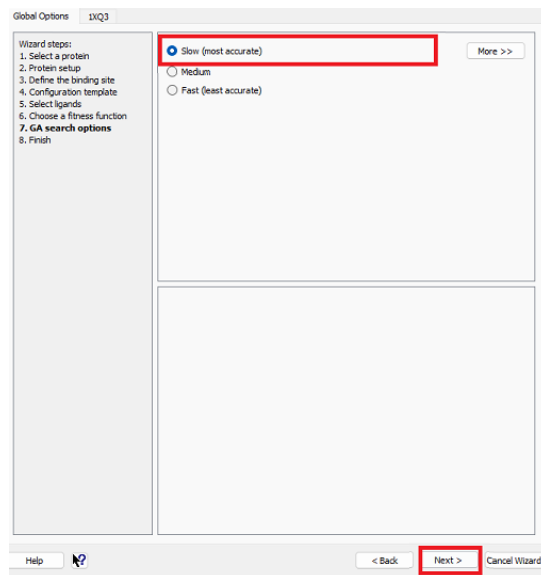 Global Options 1XQ3
Wizard steps:
1. Select a protein
2. Protein setup
3. Define the binding site
4. Configuration template
5. Select ligands
6. Choose a fitness function
7. GA search options
8. Finish
Slow (most accurate)
More >>
Medium
Fast (least accurate)
Help
< Back
Next >
Cancel Wizard